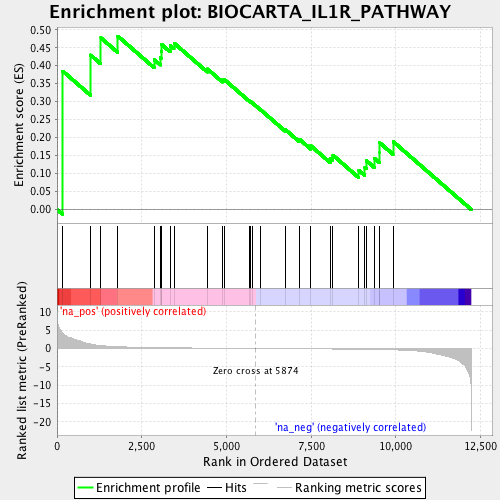 Enrichment plot: BIOCARTA_IL1R_PATHWAY
Enrichment score (ES)
0.50
0.45
0.40
0.35
0.30
0.25
0.20
0.15
0.10
0.05
0.00
'na_pos' (positively correlated)
Ranked list metric (PreRanked)
10
5
0
-5
-10
-15
-20
Zero cross at 5874
'na_neg' (negatively correlated)
0
2,500
5,000
7,500
10,000
12,500
Rank in Ordered Dataset
Enrichment profile
Hits
Ranking metric scores